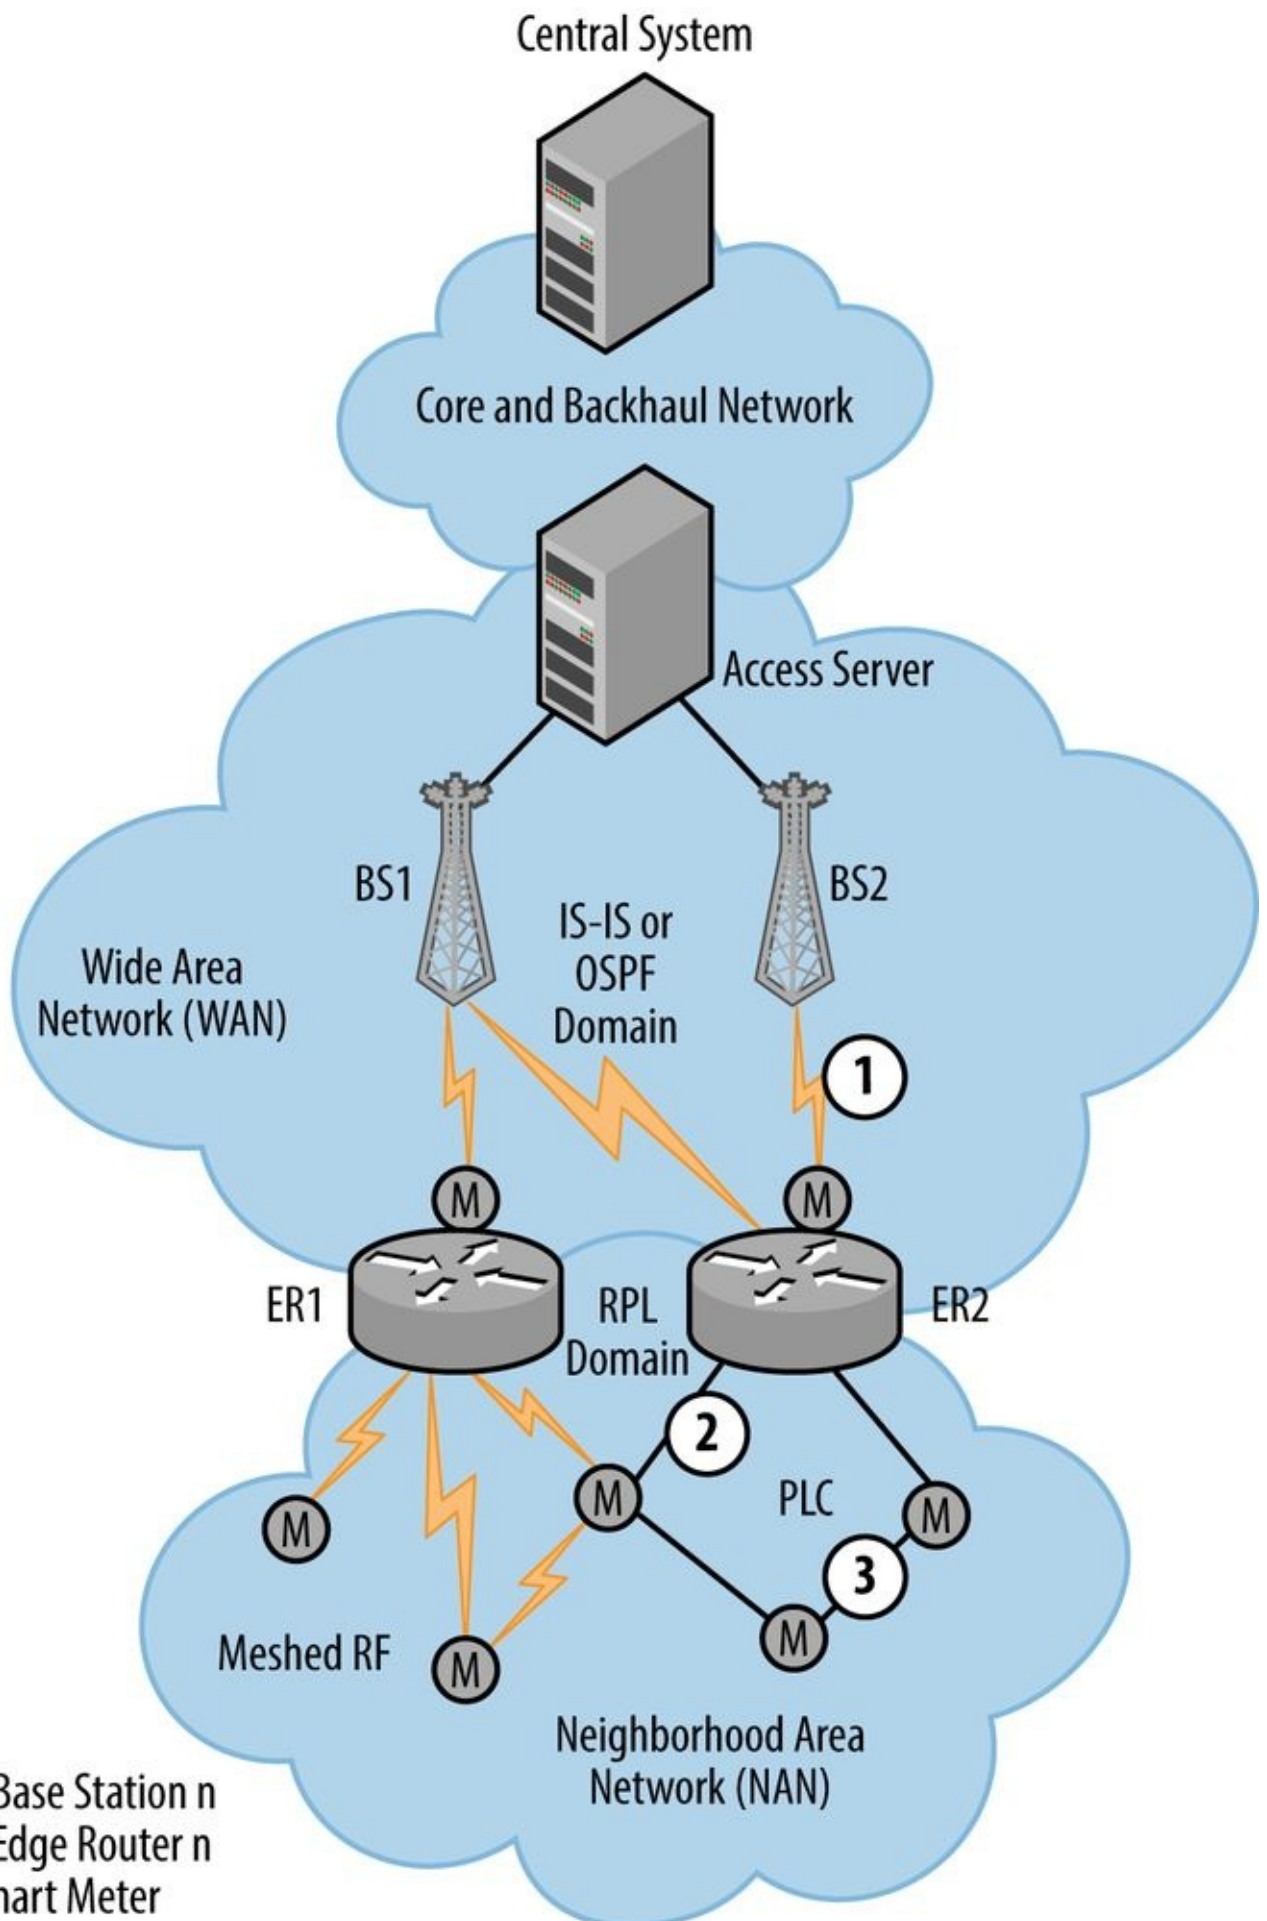 Central System
Core and Backhaul Network
Access Server
BS1
BS2
IS-IS or
OSPF
Domain
Wide Area
Network (WAN)
1
M
M
ER1
RPL
Domain
ER2
2
M
PLC
M
M
3
M
Meshed RF
M
Neighborhood Area
Network (NAN)
Base Station n
Edge Router n
Meter